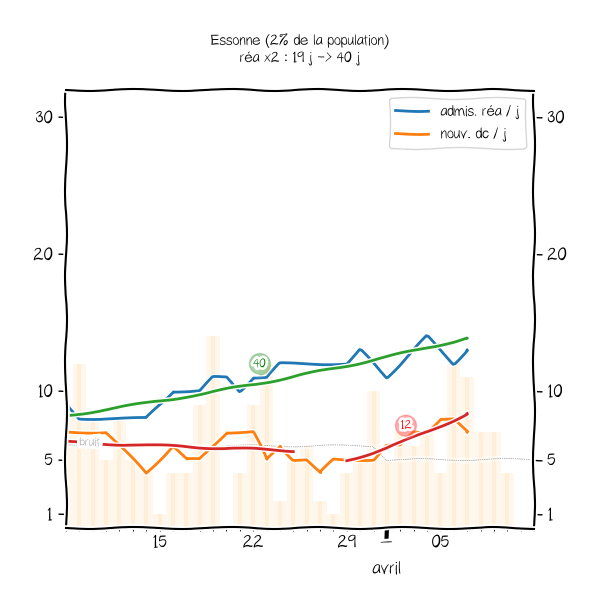 Essonne (2% de la population)
réa x2 : 19 j -> 40 j
admis. réa / j
nouv. dc / j
30
30
20
20
40
10
10
12
bruit
5
5
1
1
15
22
29
05
avril